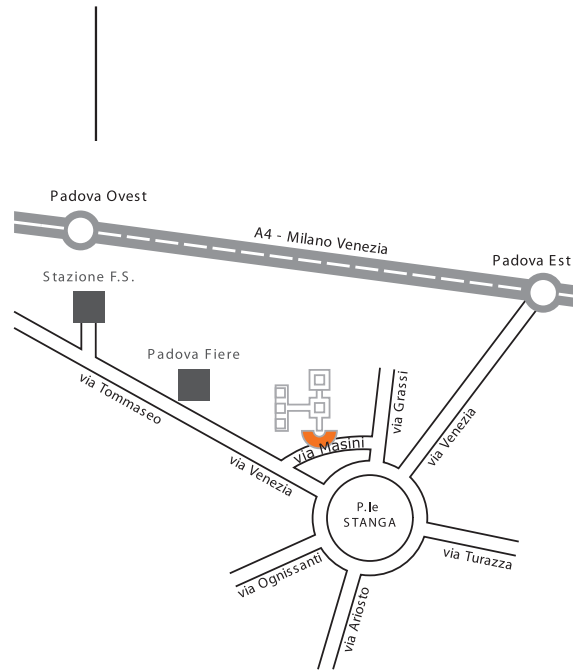 Padova Ovest
A4 - Milano Venezia
Padova Est
Stazione F.S.
Padova Fiere
via Tommaseo
via Grassi
via Venezia
via Masini
via Venezia
P.le
STANGA
via Turazza
via Ognissanti
via Ariosto